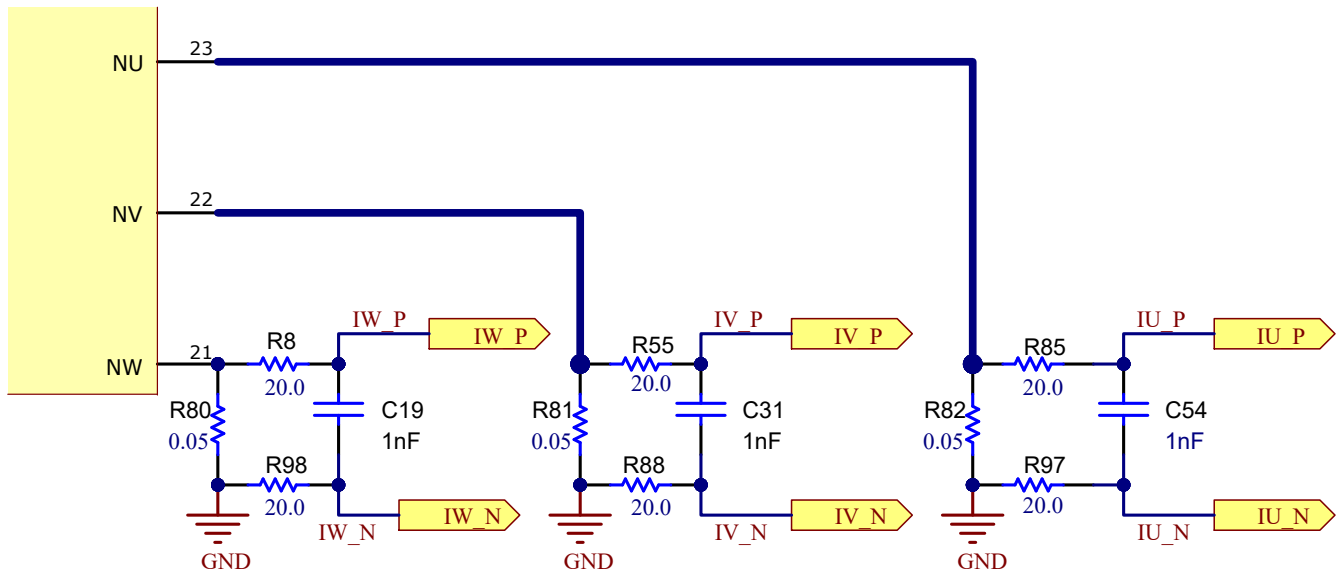 23
NU
22
NV
IW_P
IW_P
IV_P
IV_P
IU_P
IU_P
21
NW
R8
20.0
R55
20.0
R85
20.0
R80
0.05
C19
1nF
R81
0.05
C31
1nF
R82
0.05
C54
1nF
R98
20.0
R88
20.0
R97
20.0
IW_N
IW_N
IV_N
IV_N
IU_N
IU_N
GND
GND
GND